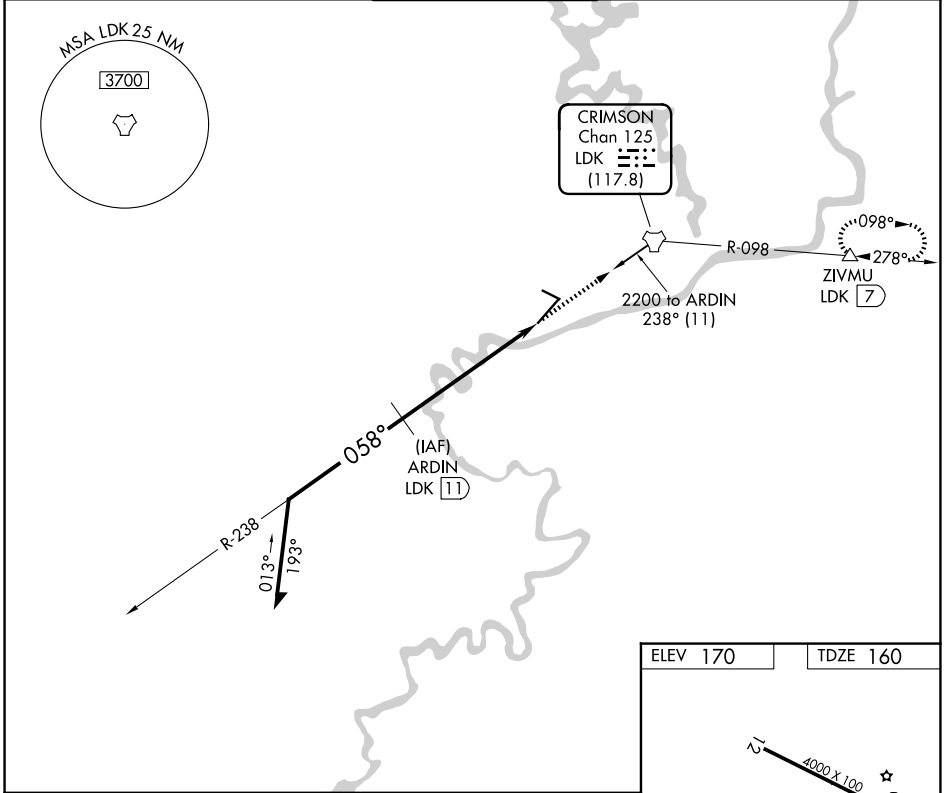 MSA LDK 25 NM
3700
CRIMSON
Chan 125
LDK
(117.8)
R-098
098°
278°
ZIVMU
LDK 7
2200 to ARDIN
238° (11)
058°
(IAF)
ARDIN
LDK 11
R-238
013°
193°
ELEV 170
TDZE 160
12
4000 X 100